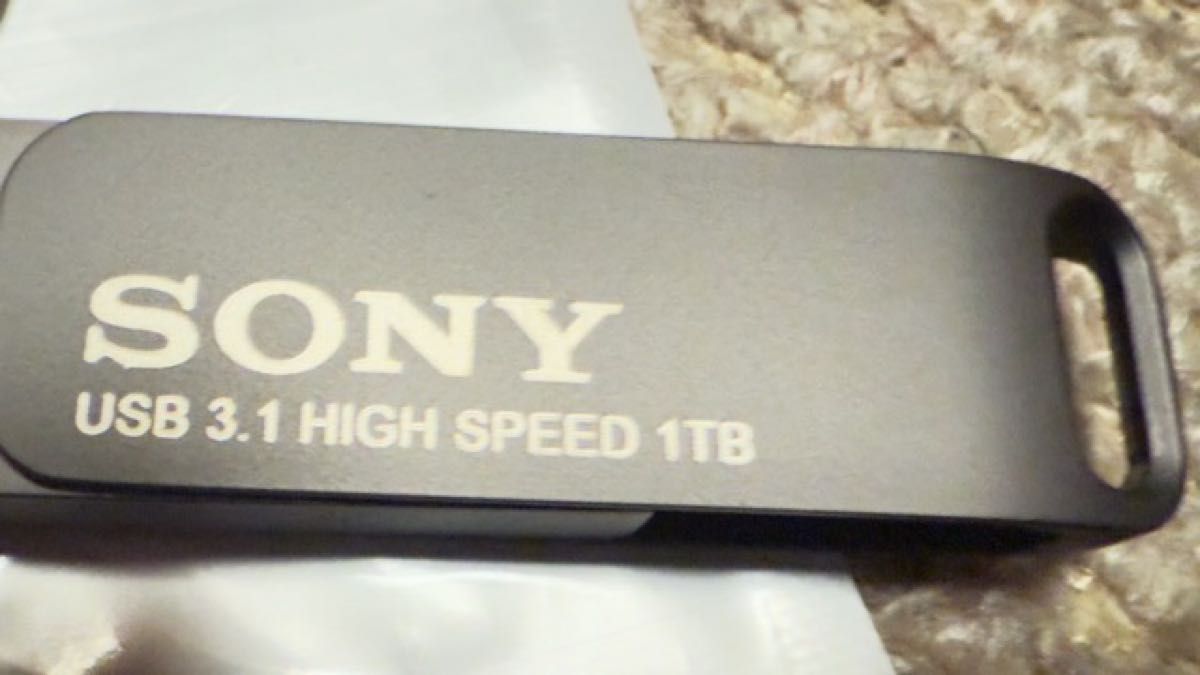 SONY
USB 3.1 HIGH SPEED 1TB